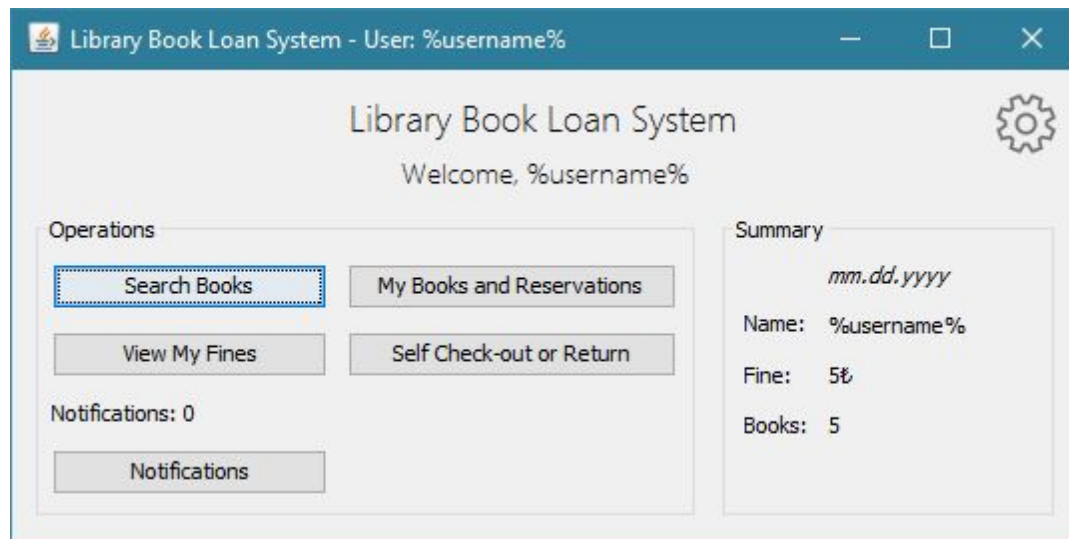 Library Book Loan System - User: %username%
Library Book Loan System
Welcome, %username%
Operations
Search Books
My Books and Reservations
View My Fines
Self Check-out or Return
Notifications: 0
Notifications
Summary
mm.dd.yyyy
Name: %username%
Fine: 5₺
Books: 5